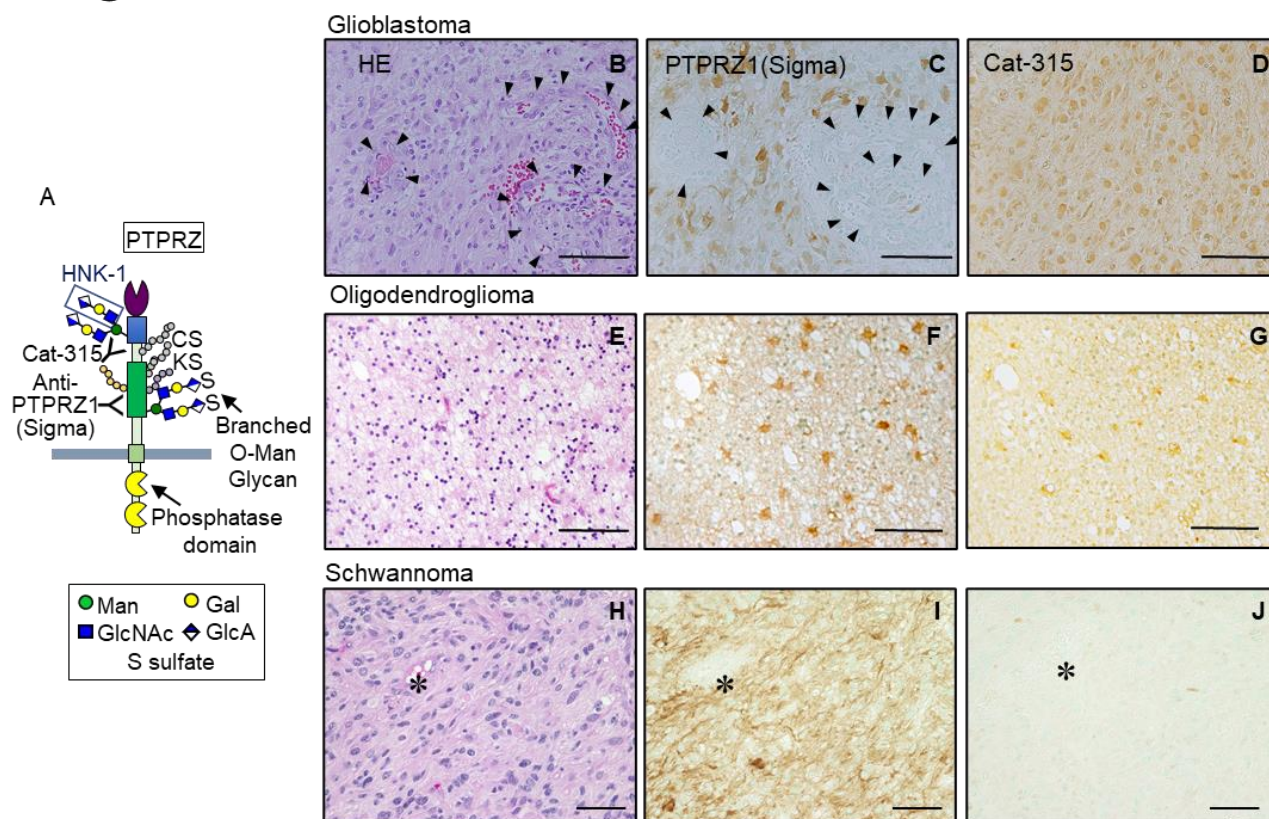 Glioblastoma
HE
B
PTPRZ1(Sigma)
C
Cat-315
D
A
PTPRZ
HNK-1
CS
KS
Cat-315
S
Anti-
PTPRZ1
(Sigma)
S
Branched
O-Man
Glycan
Phosphatase
domain
Man
Gal
GlcNAc
GlcA
S sulfate
Oligodendroglioma
E
F
G
Schwannoma
H
I
J
*
*
*